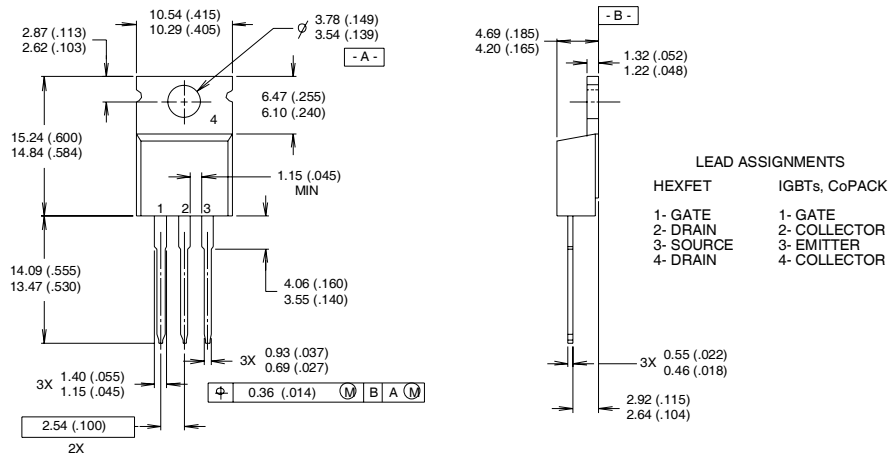 10.54 (.415)
10.29 (.405)
2.87 (.113)
2.62 (.103)
ø 3.78 (.149)
3.54 (.139)
- A -
4
6.47 (.255)
6.10 (.240)
15.24 (.600)
14.84 (.584)
1.15 (.045)
MIN
1 2 3
14.09 (.555)
13.47 (.530)
4.06 (.160)
3.55 (.140)
3X 0.93 (.037)
0.69 (.027)
3X 1.40 (.055)
1.15 (.045)
⌖ 0.36 (.014) Ⓜ B A Ⓜ
2.54 (.100)
2X
- B -
4.69 (.185)
4.20 (.165)
1.32 (.052)
1.22 (.048)
3X 0.55 (.022)
0.46 (.018)
2.92 (.115)
2.64 (.104)
LEAD ASSIGNMENTS
HEXFET IGBTs, CoPACK
1- GATE 1- GATE
2- DRAIN 2- COLLECTOR
3- SOURCE 3- EMITTER
4- DRAIN 4- COLLECTOR